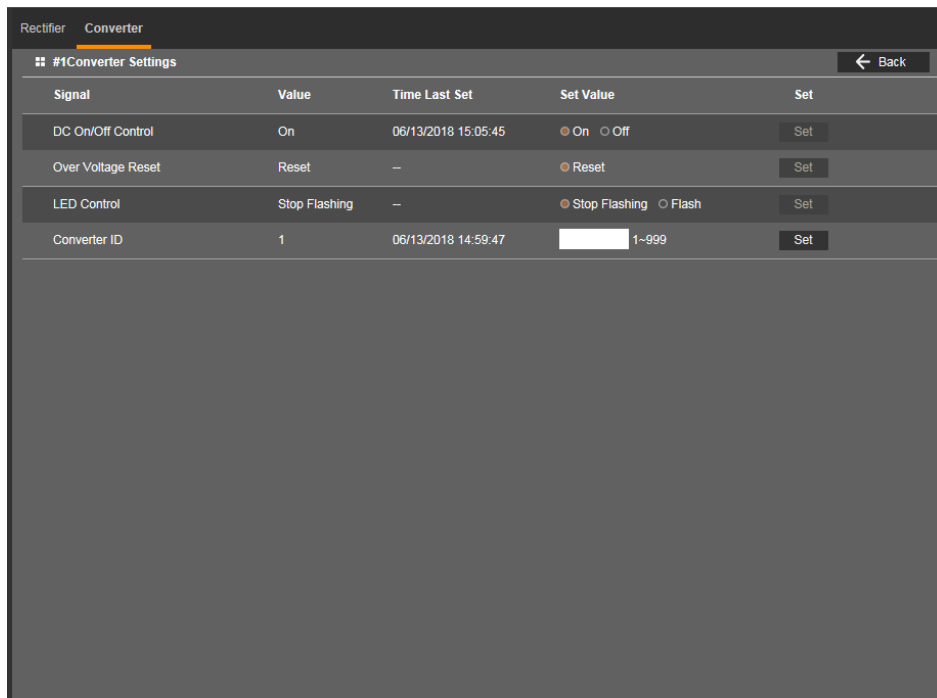 Rectifier Converter
#1Converter Settings Back
Signal Value Time Last Set Set Value Set
DC On/Off Control On 06/13/2018 15:05:45 On Off Set
Over Voltage Reset Reset -- Reset Set
LED Control Stop Flashing -- Stop Flashing Flash Set
Converter ID 1 06/13/2018 14:59:47 1~999 Set